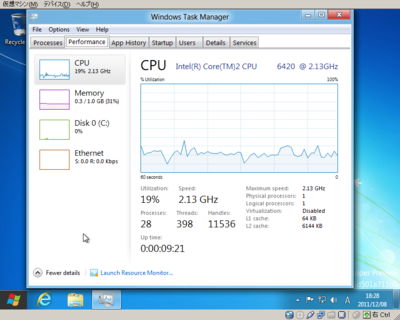 仮想マシン(M) デバイス(D) ヘルプ(H)
Recycle
Windows Task Manager
File Options View Help
Processes Performance App History Startup Users Details Services
CPU
19% 2.13 GHz
Memory
0.3 / 1.0 GB (31%)
Disk 0 (C:)
0%
Ethernet
S: 0.0 R: 0.0 Kbps
CPU Intel(R) Core(TM)2 CPU 6420 @ 2.13GHz
% Utilization 100%
60 seconds 0
Utilization: Speed:
19% 2.13 GHz
Processes: Threads: Handles:
28 398 11536
Up time:
0:00:09:21
Maximum speed: 2.13 GHz
Physical processors: 1
Logical processors: 1
Virtualization: Disabled
L1 cache: 64 KB
L2 cache: 6144 KB
Fewer details Launch Resource Monitor...
A 18:28
2011/12/08
右 Ctrl